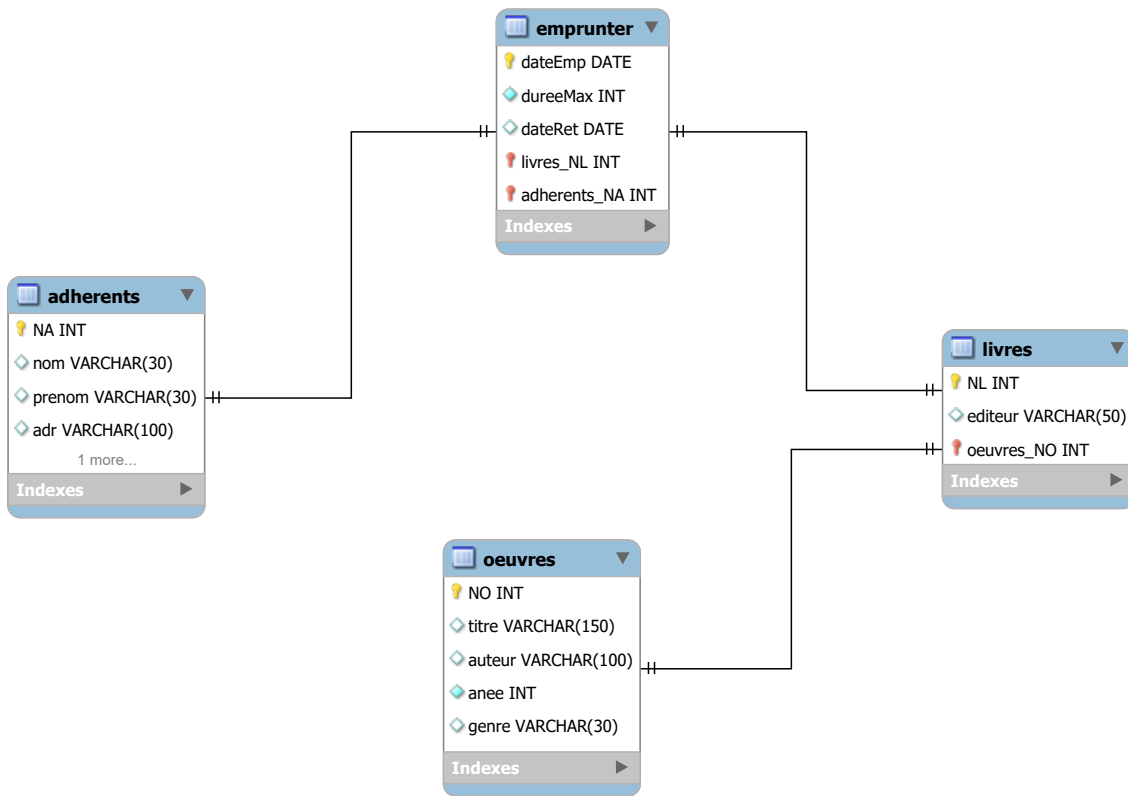 emprunter
dateEmp DATE
dureeMax INT
dateRet DATE
livres_NL INT
adherents_NA INT
Indexes
adherents
NA INT
nom VARCHAR(30)
prenom VARCHAR(30)
adr VARCHAR(100)
1 more...
Indexes
livres
NL INT
editeur VARCHAR(50)
oeuvres_NO INT
Indexes
oeuvres
NO INT
titre VARCHAR(150)
auteur VARCHAR(100)
anee INT
genre VARCHAR(30)
Indexes